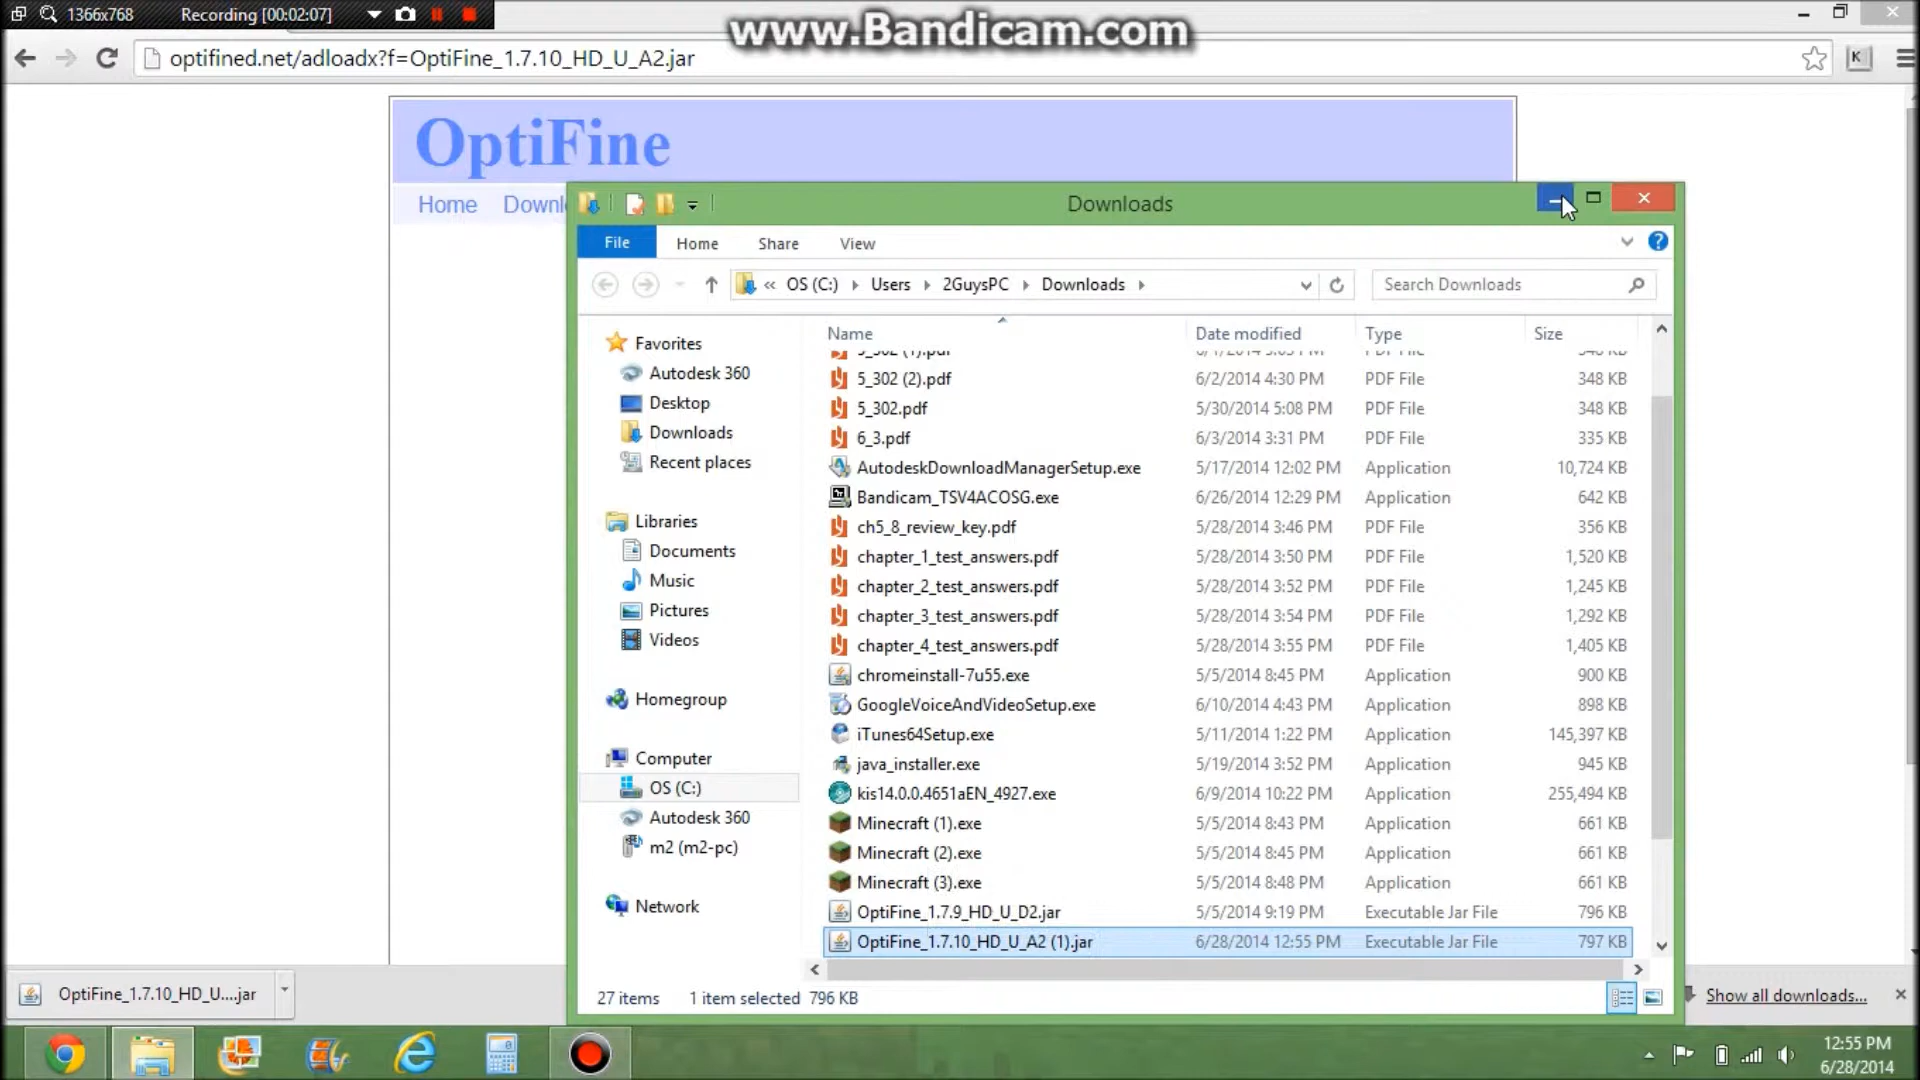 1366x768 Recording [00:02:07]
www.Bandicam.com
optifined.net/adloadx?f=OptiFine_1.7.10_HD_U_A2.jar
K
OptiFine
Home Downl
Downloads
File Home Share View
« OS (C:) Users 2GuysPC Downloads Search Downloads
Name Date modified Type Size
Favorites
Autodesk 360
Desktop
Downloads
Recent places
Libraries
Documents
Music
Pictures
Videos
Homegroup
Computer
OS (C:)
Autodesk 360
m2 (m2-pc)
Network
5_302 (2).pdf 6/2/2014 4:30 PM PDF File 348 KB
5_302.pdf 5/30/2014 5:08 PM PDF File 348 KB
6_3.pdf 6/3/2014 3:31 PM PDF File 335 KB
AutodeskDownloadManagerSetup.exe 5/17/2014 12:02 PM Application 10,724 KB
Bandicam_TSV4ACOSG.exe 6/26/2014 12:29 PM Application 642 KB
ch5_8_review_key.pdf 5/28/2014 3:46 PM PDF File 356 KB
chapter_1_test_answers.pdf 5/28/2014 3:50 PM PDF File 1,520 KB
chapter_2_test_answers.pdf 5/28/2014 3:52 PM PDF File 1,245 KB
chapter_3_test_answers.pdf 5/28/2014 3:54 PM PDF File 1,292 KB
chapter_4_test_answers.pdf 5/28/2014 3:55 PM PDF File 1,405 KB
chromeinstall-7u55.exe 5/5/2014 8:45 PM Application 900 KB
GoogleVoiceAndVideoSetup.exe 6/10/2014 4:43 PM Application 898 KB
iTunes64Setup.exe 5/11/2014 1:22 PM Application 145,397 KB
java_installer.exe 5/19/2014 3:52 PM Application 945 KB
kis14.0.0.4651aEN_4927.exe 6/9/2014 10:22 PM Application 255,494 KB
Minecraft (1).exe 5/5/2014 8:43 PM Application 661 KB
Minecraft (2).exe 5/5/2014 8:45 PM Application 661 KB
Minecraft (3).exe 5/5/2014 8:48 PM Application 661 KB
OptiFine_1.7.9_HD_U_D2.jar 5/5/2014 9:19 PM Executable Jar File 796 KB
OptiFine_1.7.10_HD_U_A2 (1).jar 6/28/2014 12:55 PM Executable Jar File 797 KB
27 items 1 item selected 796 KB
OptiFine_1.7.10_HD_U....jar
Show all downloads...
12:55 PM
6/28/2014